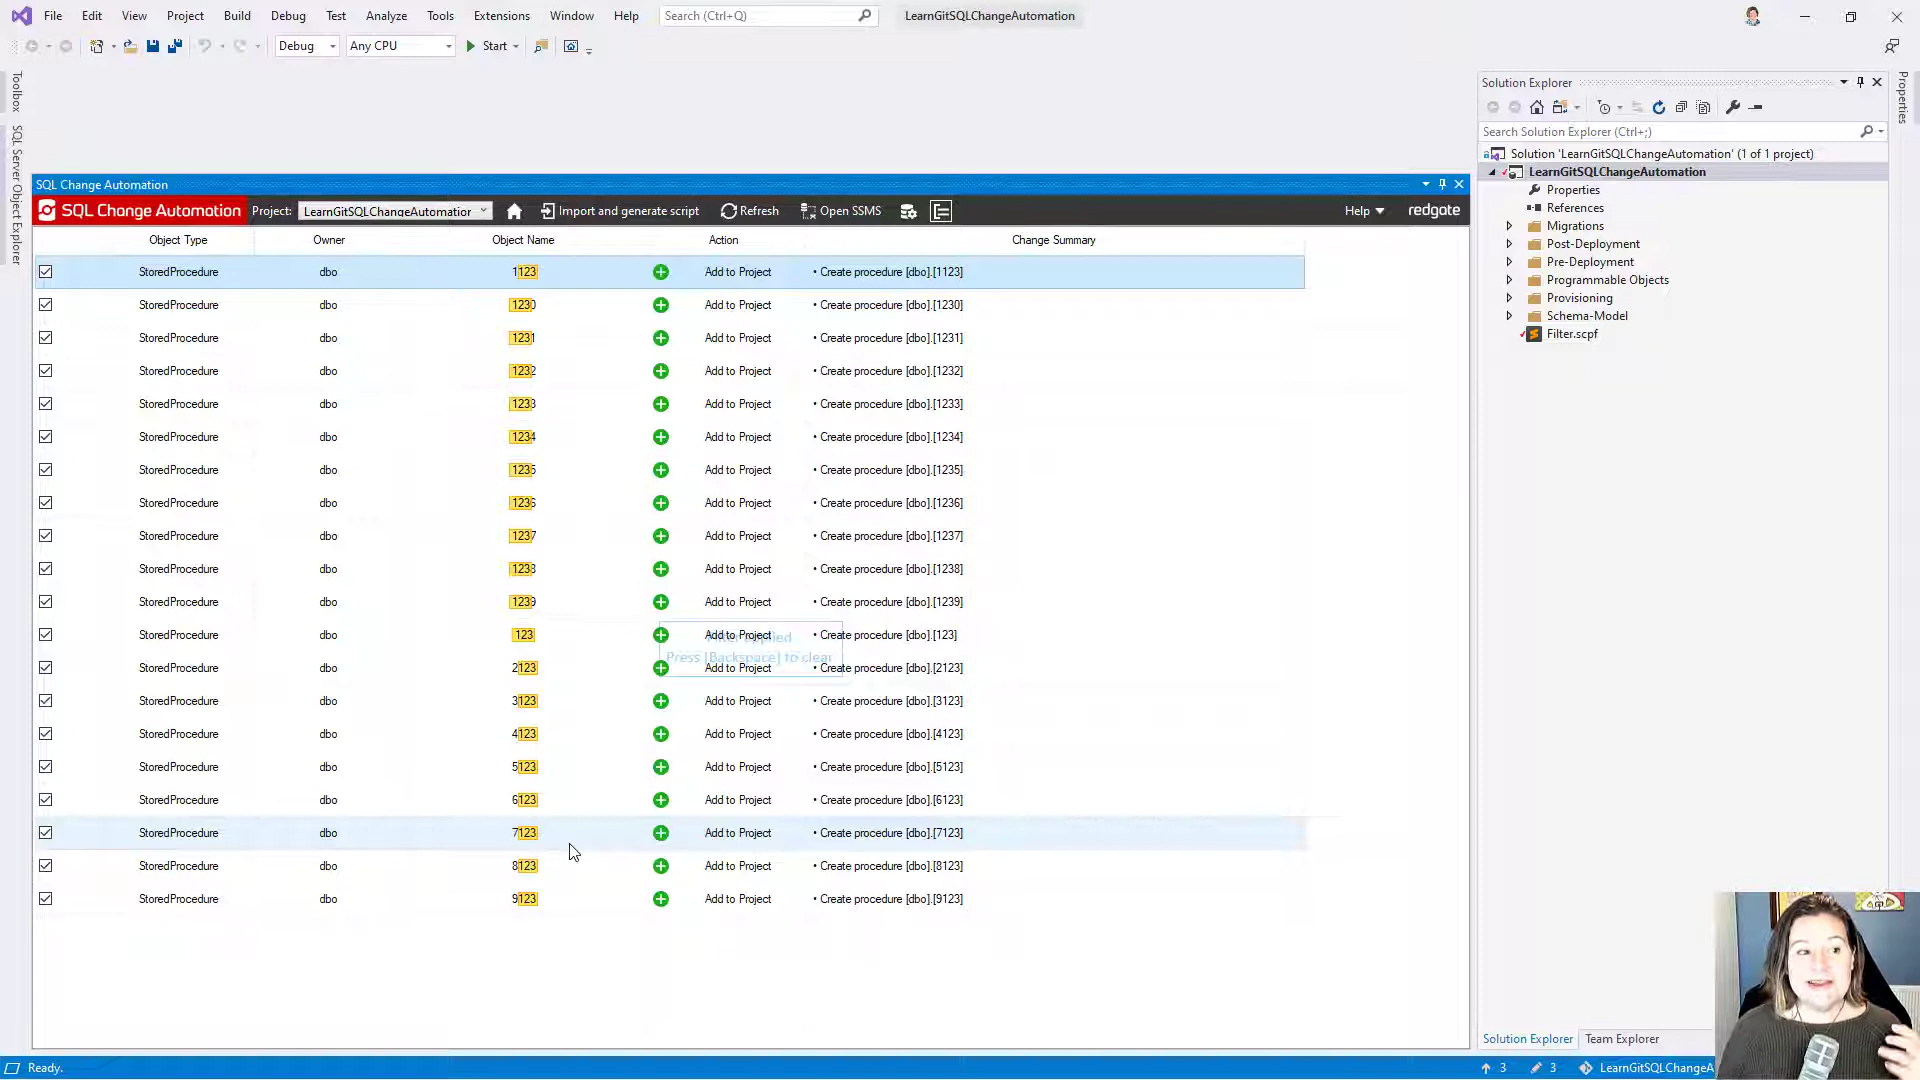 File Edit View Project Build Debug Test Analyze Tools Extensions Window Help Search (Ctrl+Q) LearnGitSQLChangeAutomation
Debug Any CPU Start
Toolbox
SQL Server Object Explorer
SQL Change Automation
SQL Change Automation Project: LearnGitSQLChangeAutomation Import and generate script Refresh Open SSMS Help redgate
Object Type Owner Object Name Action Change Summary
StoredProcedure dbo 1123 Add to Project • Create procedure [dbo].[1123]
StoredProcedure dbo 1230 Add to Project • Create procedure [dbo].[1230]
StoredProcedure dbo 1231 Add to Project • Create procedure [dbo].[1231]
StoredProcedure dbo 1232 Add to Project • Create procedure [dbo].[1232]
StoredProcedure dbo 1233 Add to Project • Create procedure [dbo].[1233]
StoredProcedure dbo 1234 Add to Project • Create procedure [dbo].[1234]
StoredProcedure dbo 1235 Add to Project • Create procedure [dbo].[1235]
StoredProcedure dbo 1236 Add to Project • Create procedure [dbo].[1236]
StoredProcedure dbo 1237 Add to Project • Create procedure [dbo].[1237]
StoredProcedure dbo 1238 Add to Project • Create procedure [dbo].[1238]
StoredProcedure dbo 1239 Add to Project • Create procedure [dbo].[1239]
StoredProcedure dbo 123 Add to Project • Create procedure [dbo].[123]
Filter applied
Press [Backspace] to clear
StoredProcedure dbo 2123 Add to Project • Create procedure [dbo].[2123]
StoredProcedure dbo 3123 Add to Project • Create procedure [dbo].[3123]
StoredProcedure dbo 4123 Add to Project • Create procedure [dbo].[4123]
StoredProcedure dbo 5123 Add to Project • Create procedure [dbo].[5123]
StoredProcedure dbo 6123 Add to Project • Create procedure [dbo].[6123]
StoredProcedure dbo 7123 Add to Project • Create procedure [dbo].[7123]
StoredProcedure dbo 8123 Add to Project • Create procedure [dbo].[8123]
StoredProcedure dbo 9123 Add to Project • Create procedure [dbo].[9123]
Solution Explorer
Search Solution Explorer (Ctrl+;)
Solution 'LearnGitSQLChangeAutomation' (1 of 1 project)
LearnGitSQLChangeAutomation
Properties
References
Migrations
Post-Deployment
Pre-Deployment
Programmable Objects
Provisioning
Schema-Model
Filter.scpf
Properties
Solution Explorer Team Explorer
Ready. 3 3 LearnGitSQLChangeA